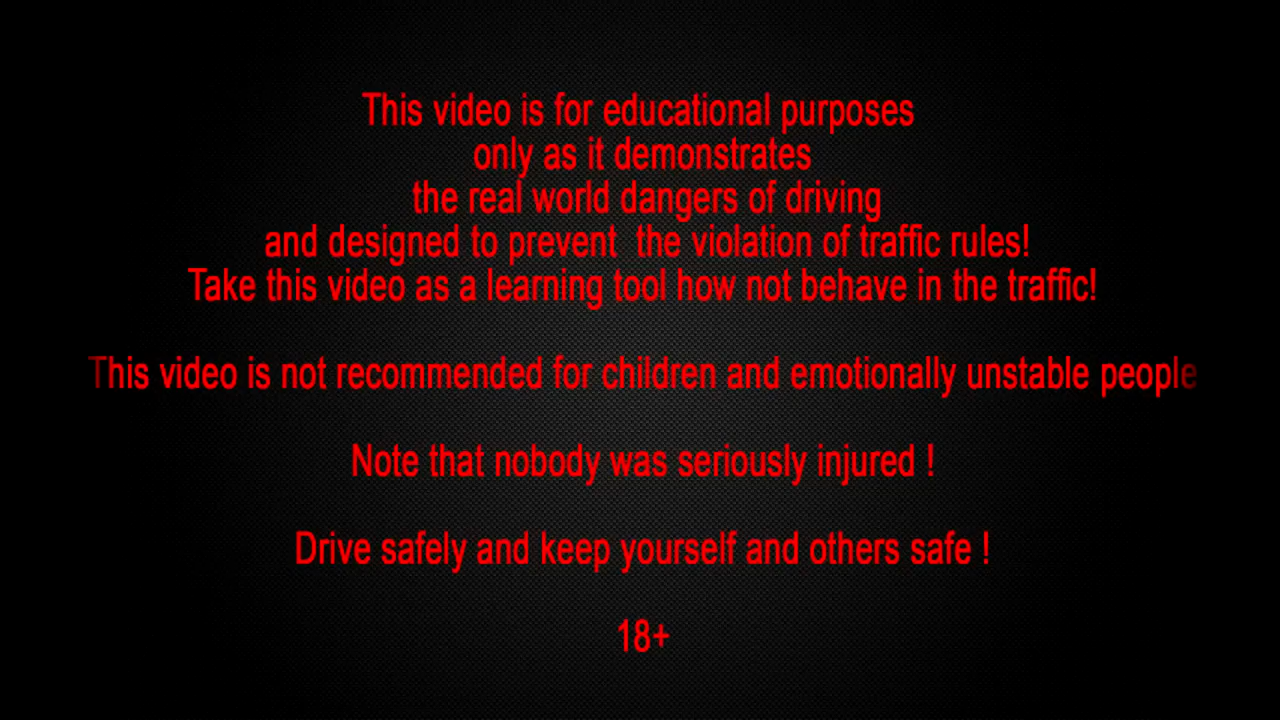 This video is for educational purposes
only as it demonstrates
the real world dangers of driving
and designed to prevent  the violation of traffic rules!
Take this video as a learning tool how not behave in the traffic!
This video is not recommended for children and emotionally unstable people
Note that nobody was seriously injured !
Drive safely and keep yourself and others safe !
18+